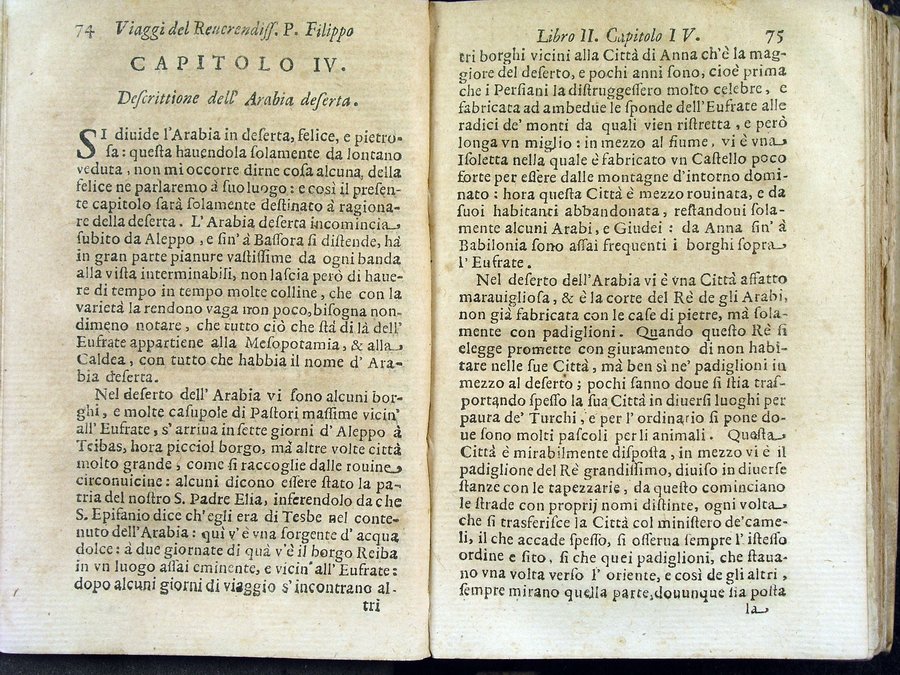 74 Viaggi del Reuerendiſſ. P. Filippo
CAPITOLO IV.
Deſcrittione dell' Arabia deſerta.
SI diuide l'Arabia in deſerta, felice, e pietro-
ſa: queſta hauendola ſolamente da lontano
veduta, non mi occorre dirne coſa alcuna, della
felice ne parlaremo à ſuo luogo: e così il preſen-
te capitolo ſarà ſolamente deſtinato à ragiona-
re della deſerta. L'Arabia deſerta incomincia
ſubito da Aleppo, e ſin' à Baſſora ſi diſtende, hà
in gran parte pianure vaſtiſſime da ogni banda
alla viſta interminabili, non laſcia però di haue-
re di tempo in tempo molte colline, che con la
varietà la rendono vaga non poco, biſogna non-
dimeno notare, che tutto ciò che ſtà di là dell'
Eufrate appartiene alla Meſopotamia, & alla
Caldea, con tutto che habbia il nome d' Ara-
bia deſerta.
Nel deſerto dell' Arabia vi ſono alcuni bor-
ghi, e molte caſupole di Paſtori maſſime vicin'
all' Eufrate, s' arriua in ſette giorni d' Aleppo à
Teibas, hora picciol borgo, mà altre volte città
molto grande, come ſi raccoglie dalle rouine
circonuicine: alcuni dicono eſſere ſtato la pa-
tria del noſtro S. Padre Elia, inferendolo da che
S. Epifanio dice ch'egli era di Tesbe nel conte-
nuto dell'Arabia: qui v' è vna ſorgente d' acqua
dolce: à due giornate di quà v'è il borgo Reiba
in vn luogo aſſai eminente, e vicin' all' Eufrate:
dopo alcuni giorni di viaggio s' incontrano al-
tri
Libro II. Capitolo I V. 75
tri borghi vicini alla Città di Anna ch'è la mag-
giore del deſerto, e pochi anni ſono, cioè prima
che i Perſiani la diſtruggeſſero molto celebre, e
fabricata ad ambedue le ſponde dell'Eufrate alle
radici de' monti da quali vien riſtretta, e però
longa vn miglio: in mezzo al fiume, vi è vna
Iſoletta nella quale è fabricato vn Caſtello poco
forte per eſſere dalle montagne d'intorno domi-
nato: hora queſta Città è mezzo rouinata, e da
ſuoi habitanti abbandonata, reſtandoui ſola-
mente alcuni Arabi, e Giudei: da Anna ſin' à
Babilonia ſono aſſai frequenti i borghi ſopra
l' Eufrate.
Nel deſerto dell'Arabia vi è vna Città affatto
marauiglioſa, & è la corte del Rè de gli Arabi,
non già fabricata con le caſe di pietre, mà ſola-
mente con padiglioni. Quando queſto Rè ſi
elegge promette con giuramento di non habi-
tare nelle ſue Città, mà ben sì ne' padiglioni in
mezzo al deſerto; pochi ſanno doue ſi ſtia traſ-
portando ſpeſſo la ſua Città in diuerſi luoghi per
paura de' Turchi, e per l' ordinario ſi pone do-
ue ſono molti paſcoli per li animali. Queſta
Città è mirabilmente diſpoſta, in mezzo vi è il
padiglione del Rè grandiſſimo, diuiſo in diuerſe
ſtanze con le tapezzarie, da queſto cominciano
le ſtrade con proprij nomi diſtinte, ogni volta
che ſi trasferiſce la Città col miniſtero de'came-
li, il che accade ſpeſſo, ſi oſſerua ſempre l' iſteſſo
ordine e ſito, ſi che quei padiglioni, che ſtaua-
no vna volta verſo l' oriente, e così de gli altri,
ſempre mirano quella parte, douunque ſia poſta
la